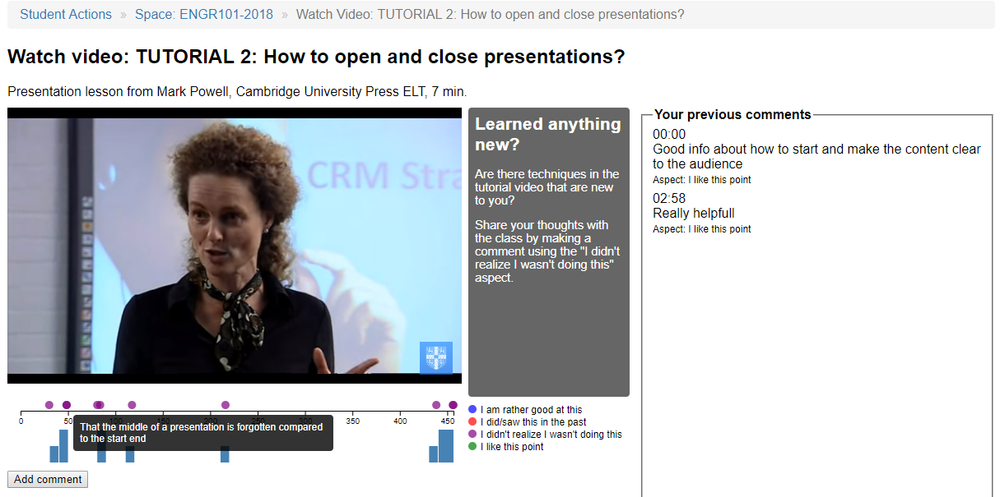 Student Actions » Space: ENGR101-2018 » Watch Video: TUTORIAL 2: How to open and close presentations?
Watch video: TUTORIAL 2: How to open and close presentations?
Presentation lesson from Mark Powell, Cambridge University Press ELT, 7 min.
CRM Stra
Learned anything
new?
Are there techniques in the
tutorial video that are new
to you?
Share your thoughts with
the class by making a
comment using the "I didn't
realize I wasn't doing this"
aspect.
Your previous comments
00:00
Good info about how to start and make the content clear
to the audience
Aspect: I like this point
02:58
Really helpfull
Aspect: I like this point
0 50 100 150 200 250 300 350 400 450
That the middle of a presentation is forgotten compared
to the start end
I am rather good at this
I did/saw this in the past
I didn't realize I wasn't doing this
I like this point
Add comment